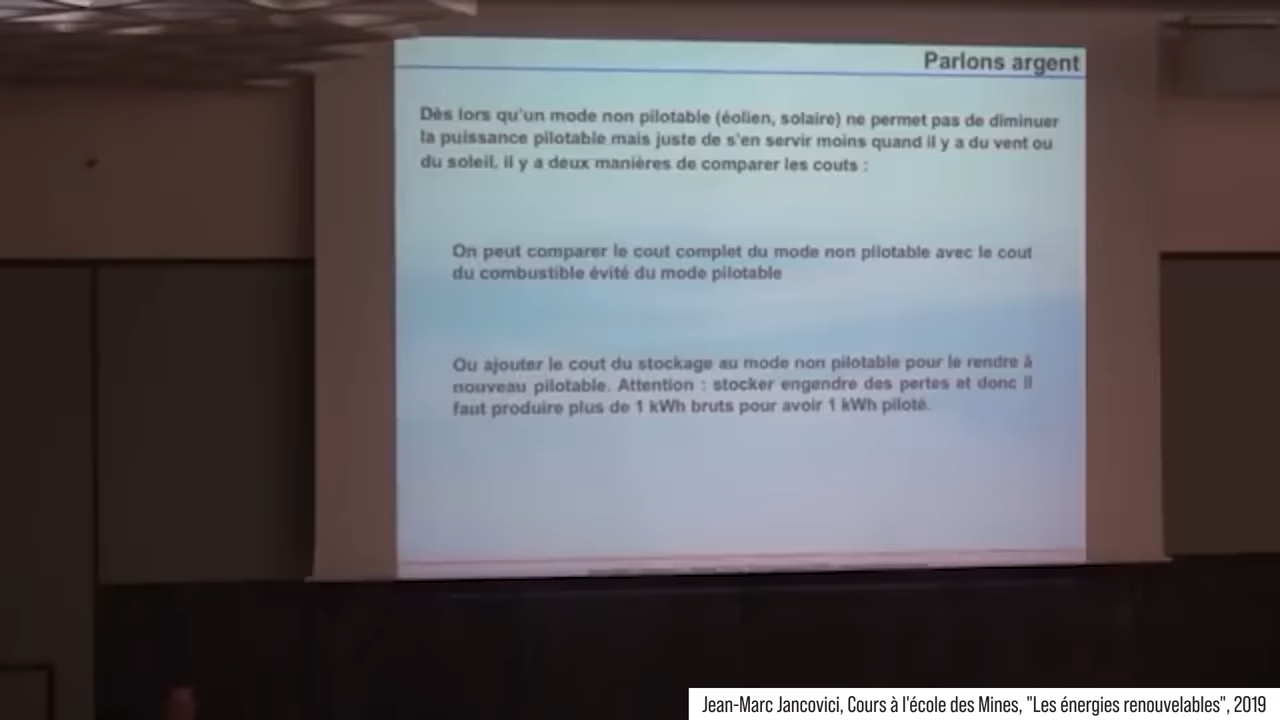 Parlons argent
Dès lors qu'un mode non pilotable (éolien, solaire) ne permet pas de diminuer
la puissance pilotable mais juste de s'en servir moins quand il y a du vent ou
du soleil, il y a deux manières de comparer les couts :
On peut comparer le cout complet du mode non pilotable avec le cout
du combustible évité du mode pilotable
Ou ajouter le cout du stockage au mode non pilotable pour le rendre à
nouveau pilotable. Attention : stocker engendre des pertes et donc il
faut produire plus de 1 kWh bruts pour avoir 1 kWh piloté.
Jean-Marc Jancovici, Cours à l'école des Mines, "Les énergies renouvelables", 2019